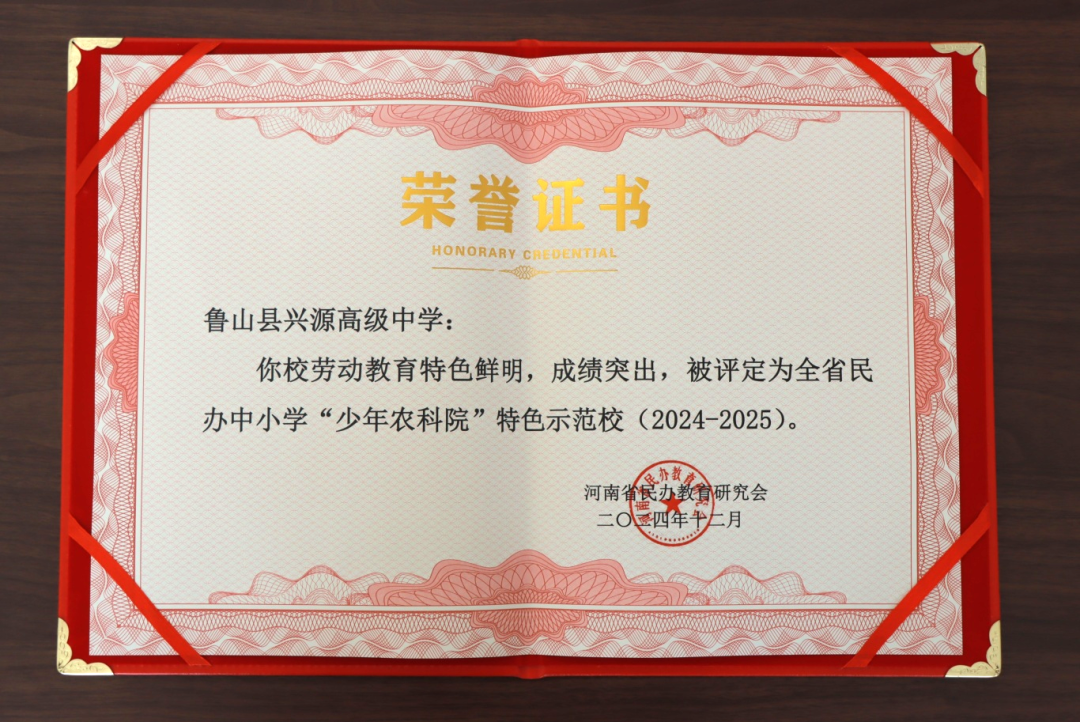 荣誉证书
HONORARY CREDENTIAL
鲁山县兴源高级中学：
你校劳动教育特色鲜明，成绩突出，被评定为全省民
办中小学“少年农科院”特色示范校（2024-2025）。
河南省民办教育研究会
二〇二四年十二月